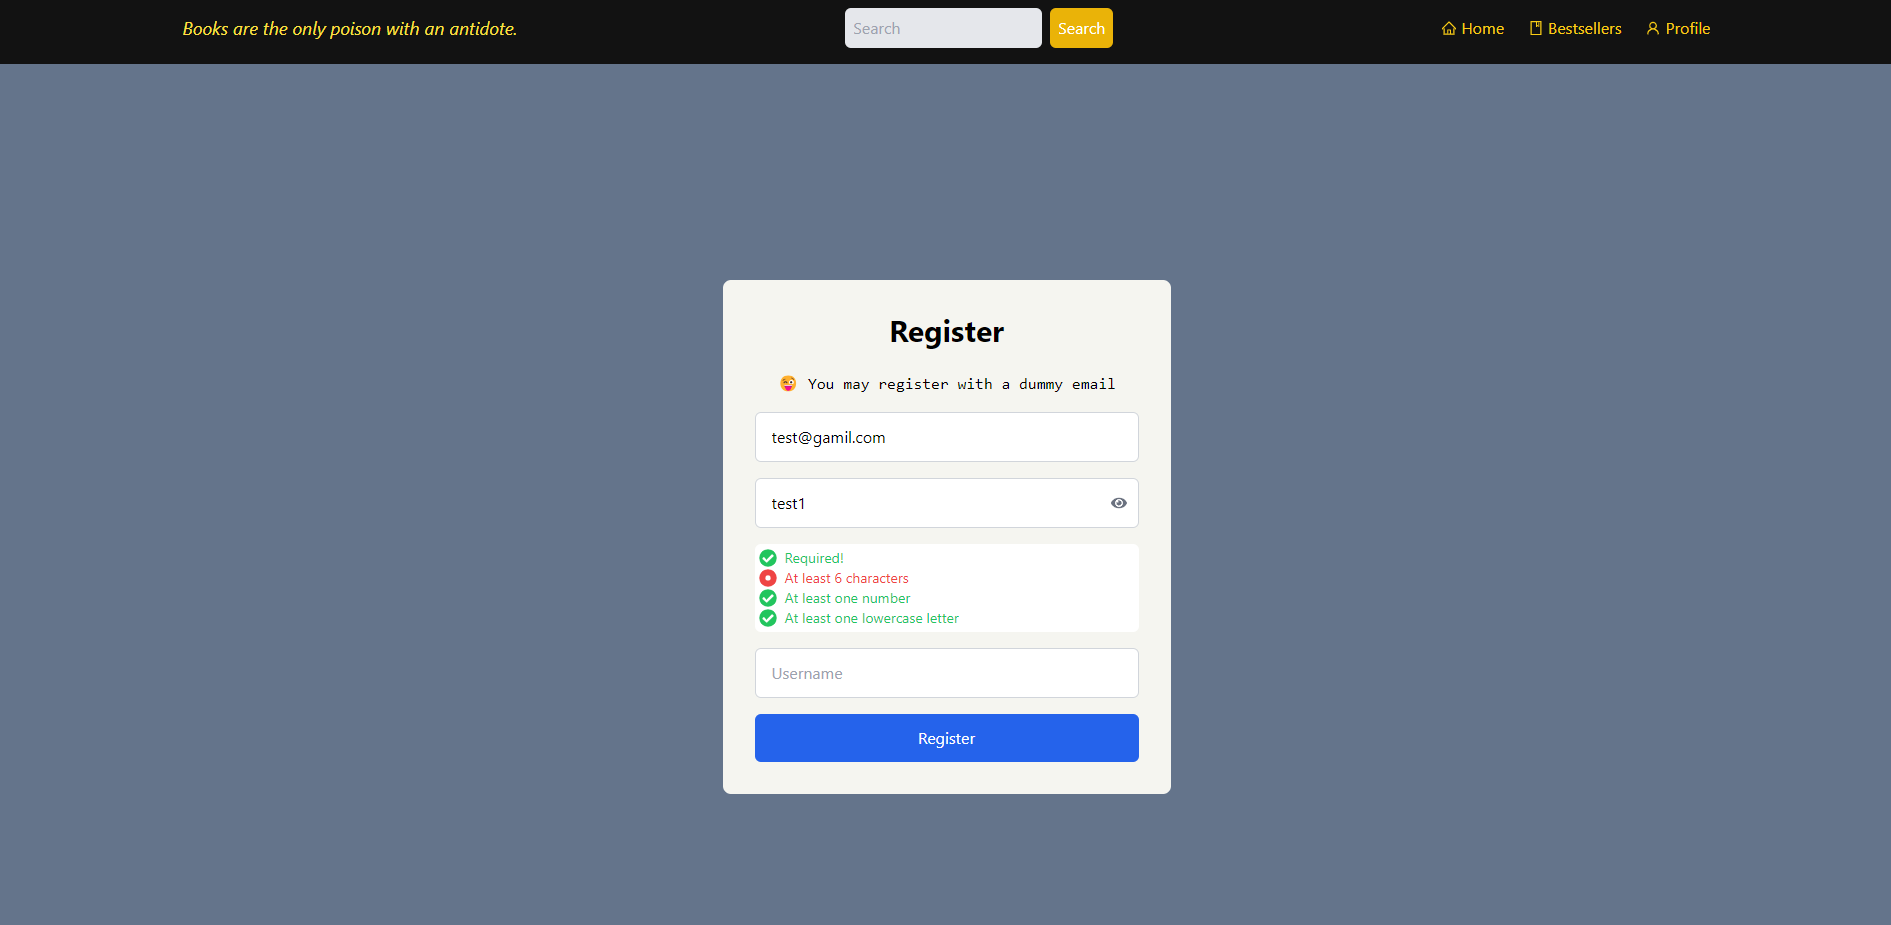 Books are the only poison with an antidote.
Search
Search
Home
Bestsellers
Profile
Register
😜 You may register with a dummy email
test@gamil.com
test1
Required!
At least 6 characters
At least one number
At least one lowercase letter
Username
Register